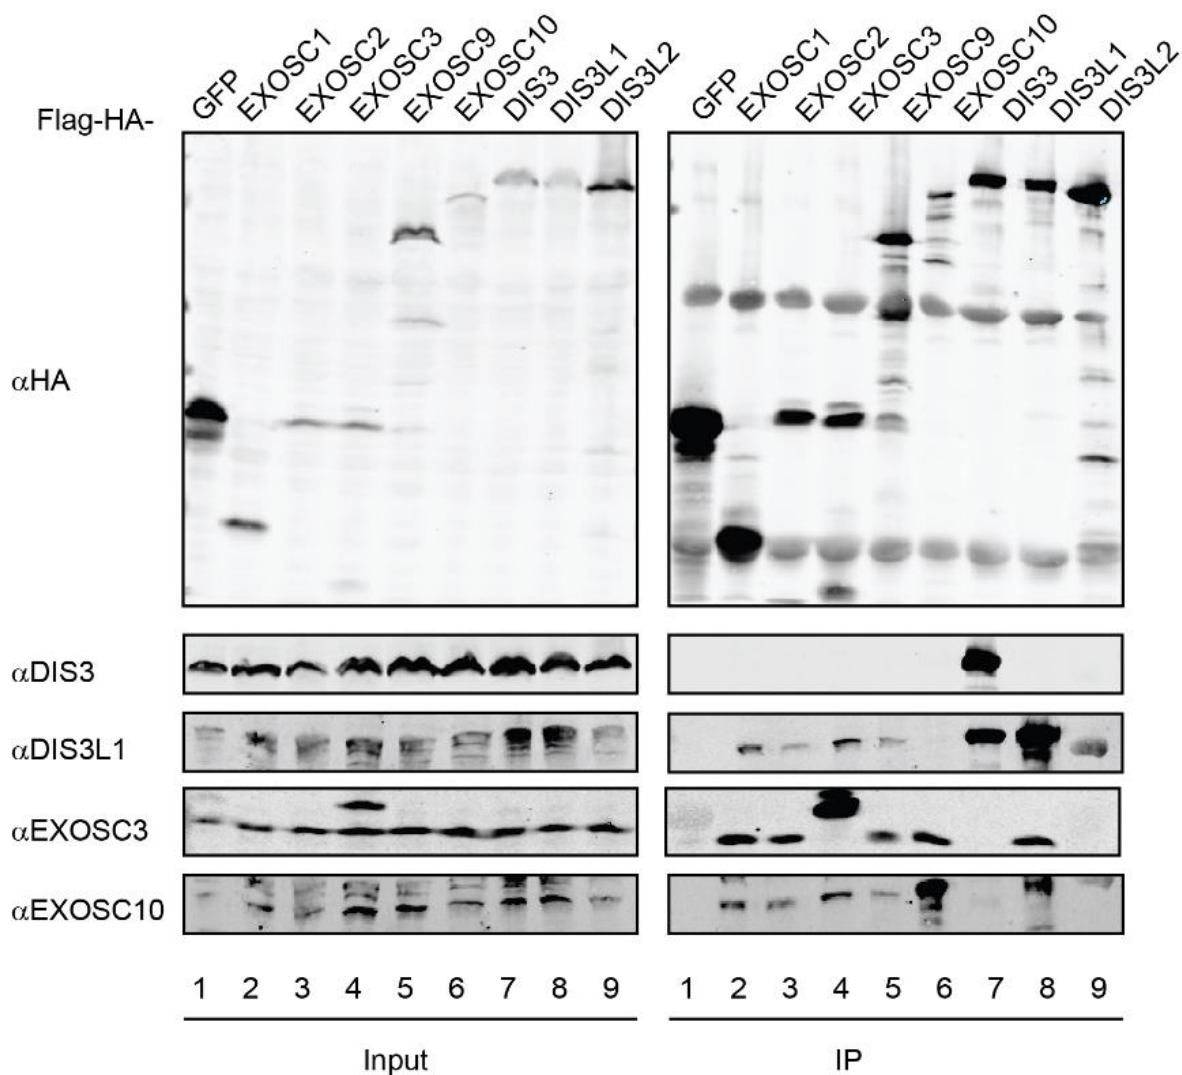 GFP EXOSC1 EXOSC2 EXOSC3 EXOSC9 EXOSC10 DIS3 DIS3L1 DIS3L2 GFP EXOSC1 EXOSC2 EXOSC3 EXOSC9 EXOSC10 DIS3 DIS3L1 DIS3L2
Flag-HA-
αHA
αDIS3
αDIS3L1
αEXOSC3
αEXOSC10
1 2 3 4 5 6 7 8 9 1 2 3 4 5 6 7 8 9
Input IP